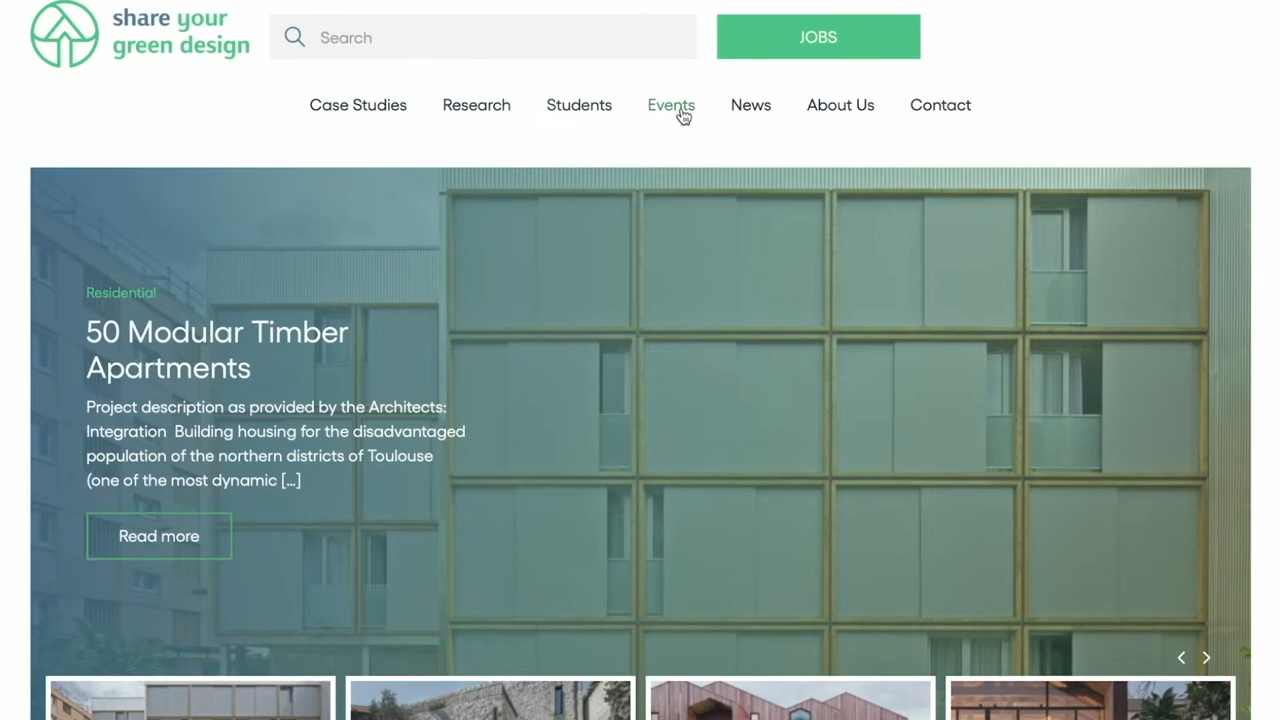 share your
green design
Search
JOBS
Case Studies Research Students Events News About Us Contact
Residential
50 Modular Timber
Apartments
Project description as provided by the Architects:
Integration Building housing for the disadvantaged
population of the northern districts of Toulouse
(one of the most dynamic [...]
Read more